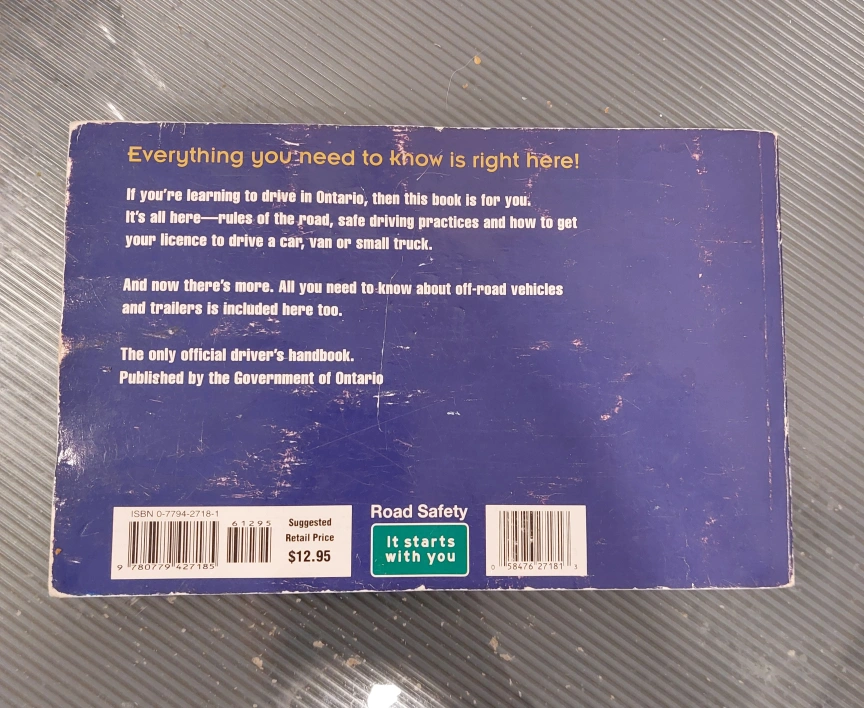 Everything you need to know is right here!
If you're learning to drive in Ontario, then this book is for you.
It's all here—rules of the road, safe driving practices and how to get
your licence to drive a car, van or small truck.
And now there's more. All you need to know about off-road vehicles
and trailers is included here too.
The only official driver's handbook.
Published by the Government of Ontario
ISBN 0-7794-2718-1
61295
9 780779 427185
Suggested
Retail Price
$12.95
Road Safety
It starts
with you
0 58476 27181 3